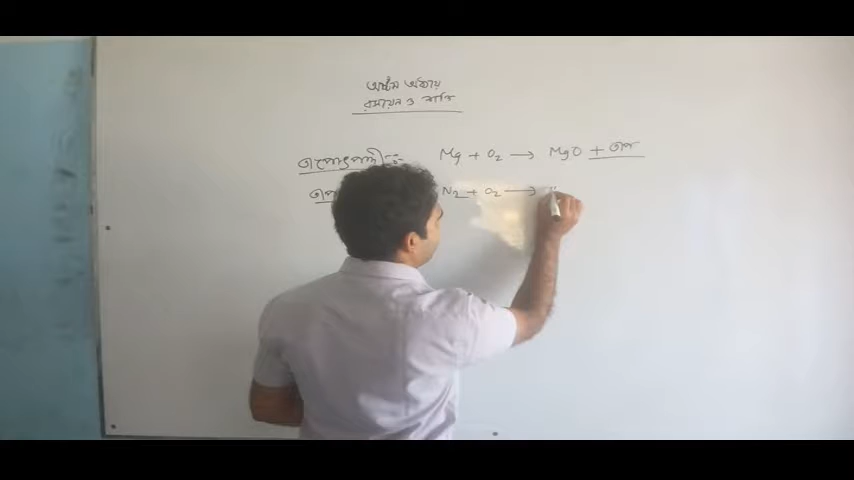 অষ্টম অধ্যায়
রসায়ন ও শক্তি
তাপোৎপাদী :- Mg + O₂ → MgO + তাপ
তাপ N₂ + O₂ →